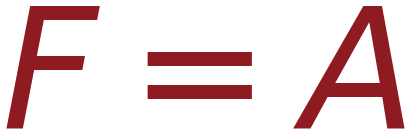 F = A